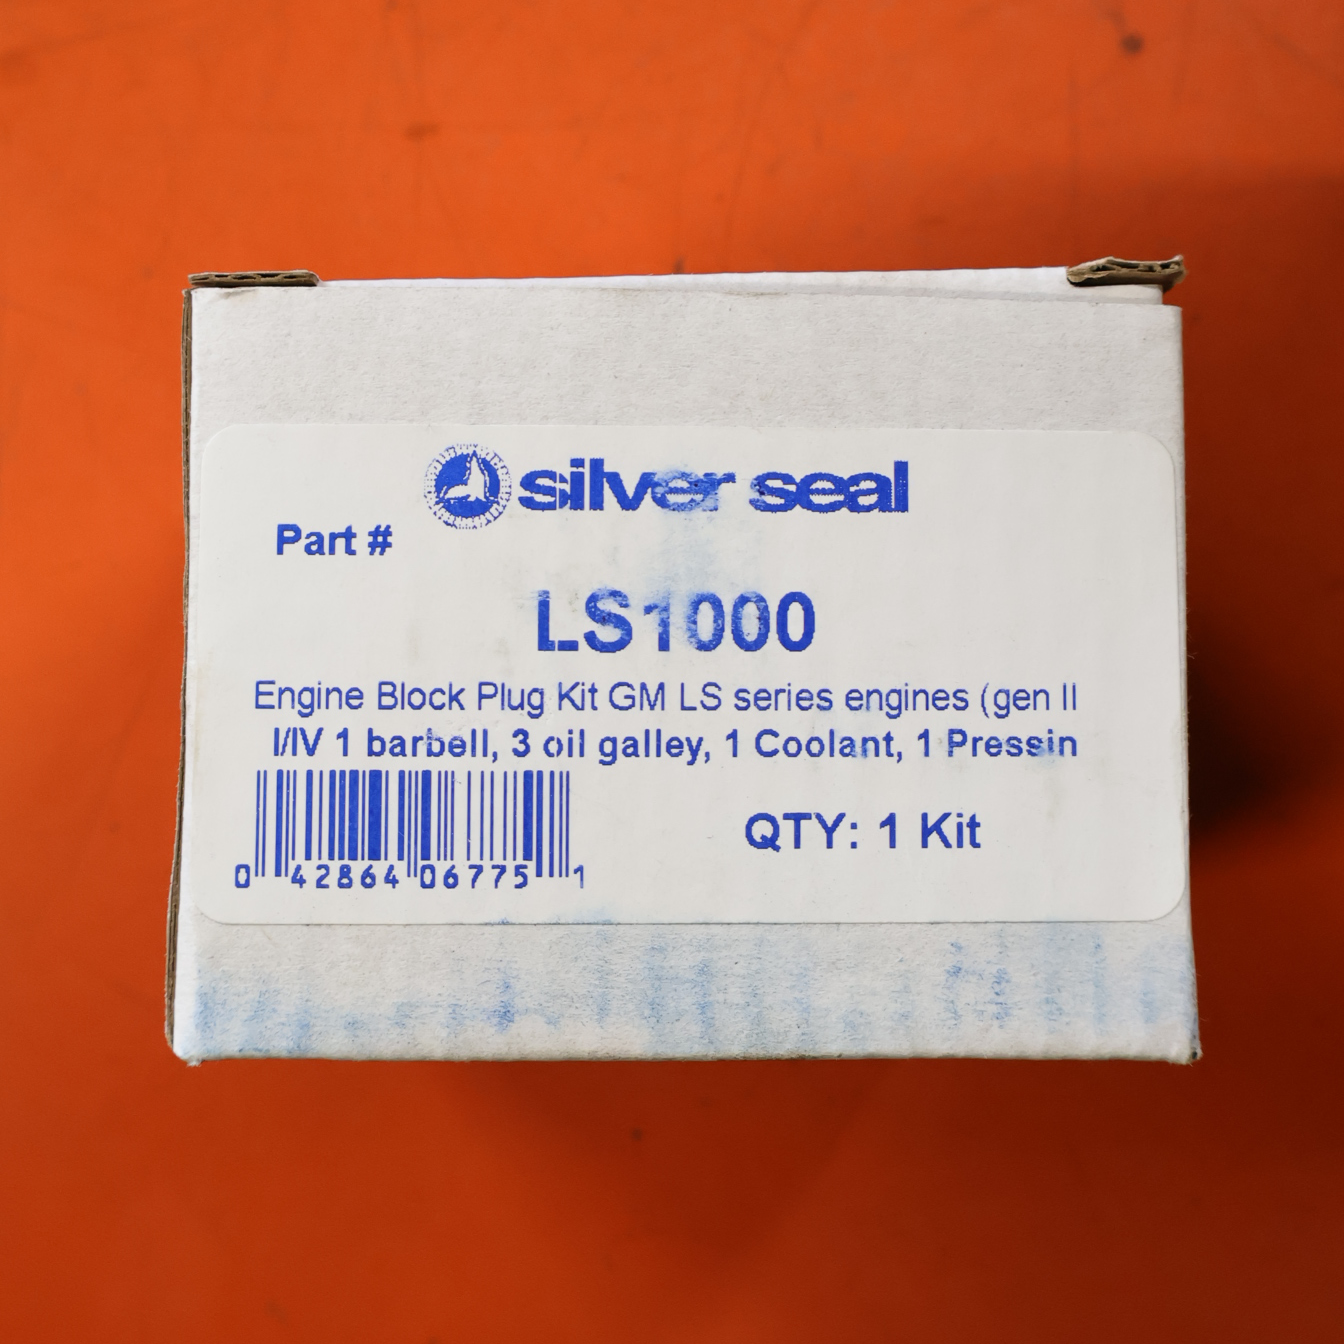 silver seal
Part #
LS1000
Engine Block Plug Kit GM LS series engines (gen II
I/IV 1 barbell, 3 oil galley, 1 Coolant, 1 Pressin
QTY: 1 Kit
0 42864 06775 1